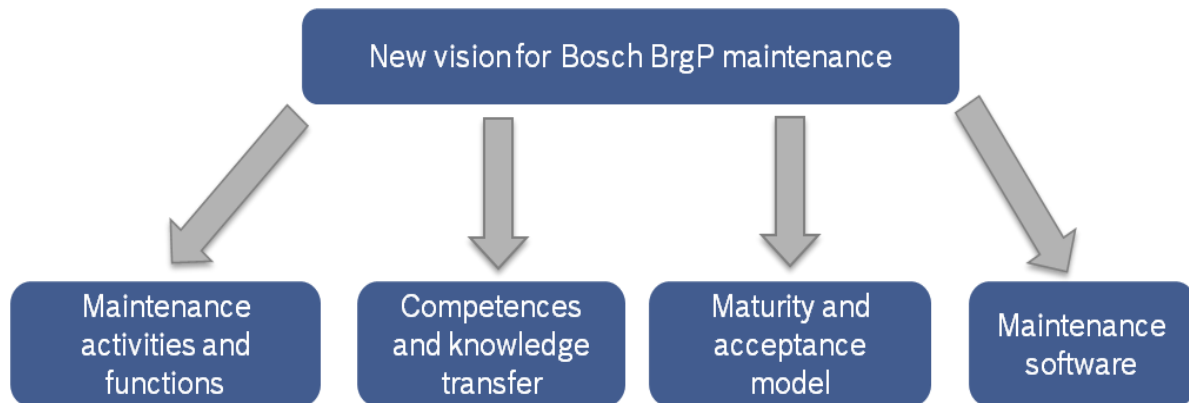 New vision for Bosch BrgP maintenance
Maintenance
activities and
functions
Competences
and knowledge
transfer
Maturity and
acceptance
model
Maintenance
software